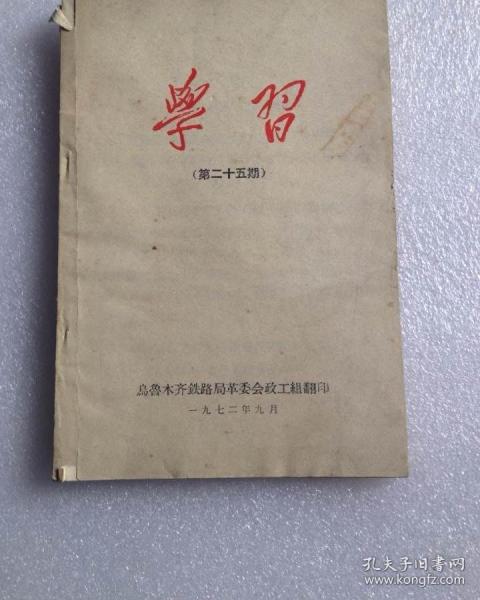 學習
（第二十五期）
烏魯木齐鉄路局革委会政工組翻印
一九七二年九月
孔夫子旧書网
www.kongfz.com